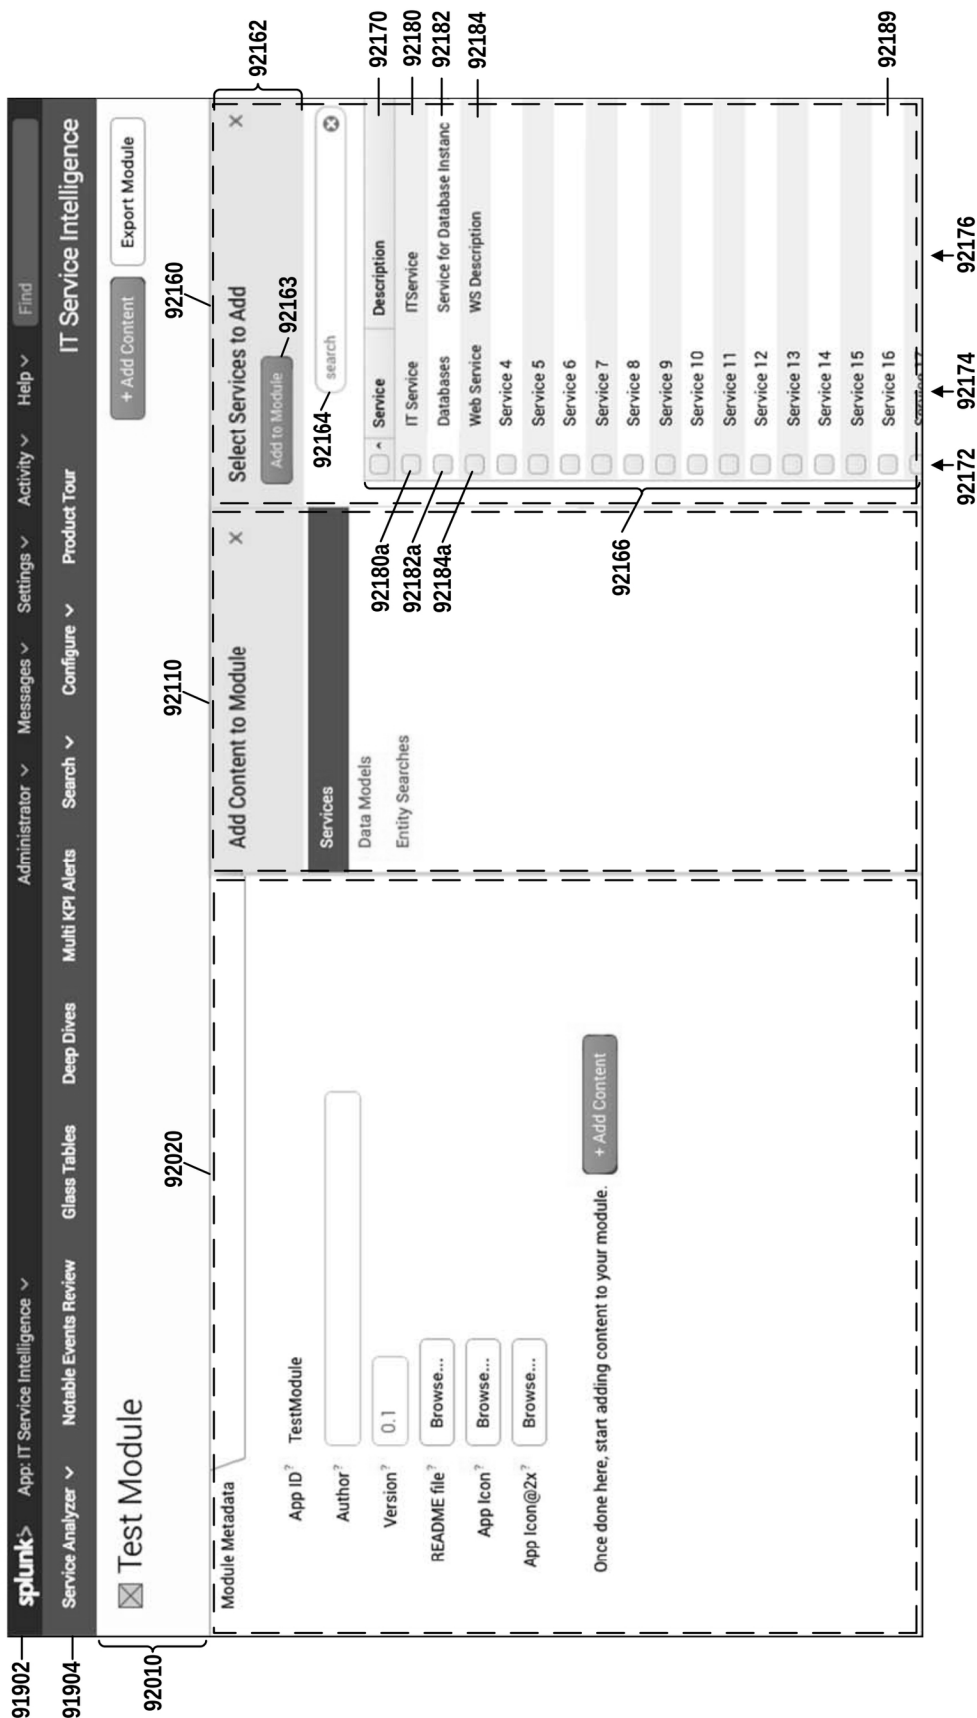 91902
splunk> App: IT Service Intelligence Administrator Messages Settings Activity Help Find
91904
Service Analyzer Notable Events Review Glass Tables Deep Dives Multi KPI Alerts Search Configure Product Tour IT Service Intelligence
92010
Test Module + Add Content Export Module
92020 92110 92160 92162
Module Metadata
App ID? TestModule
Author?
Version? 0.1
README file? Browse...
App Icon? Browse...
App Icon@2x? Browse...
Once done here, start adding content to your module. + Add Content
Add Content to Module ×
Services
Data Models
Entity Searches
Select Services to Add ×
Add to Module 92163
92164 search
Service Description 92170
92180a IT Service ITService 92180
92182a Databases Service for Database Instanc 92182
92184a Web Service WS Description 92184
Service 4
Service 5
Service 6
Service 7
92166
Service 8
Service 9
Service 10
Service 11
Service 12
Service 13
Service 14
Service 15
Service 16 92189
92172 92174 92176